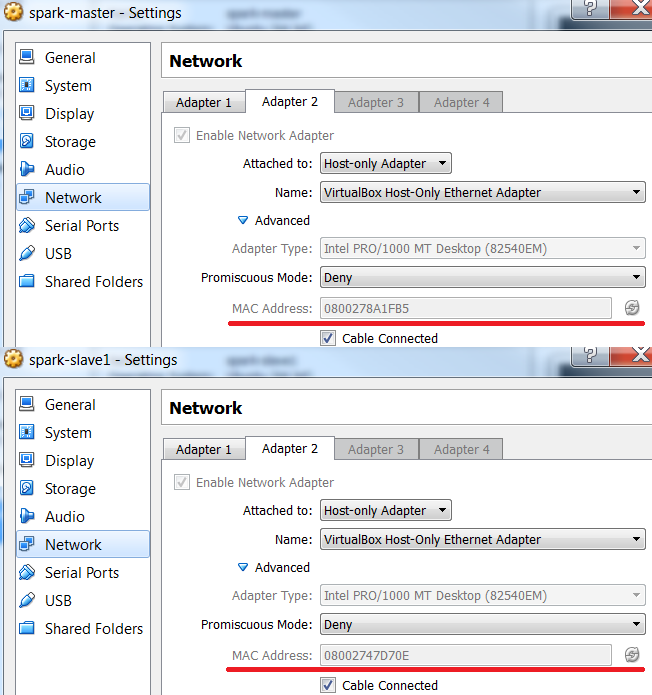 spark-master - Settings
General
System
Display
Storage
Audio
Network
Serial Ports
USB
Shared Folders
Network
Adapter 1 Adapter 2 Adapter 3 Adapter 4
Enable Network Adapter
Attached to: Host-only Adapter
Name: VirtualBox Host-Only Ethernet Adapter
Advanced
Adapter Type: Intel PRO/1000 MT Desktop (82540EM)
Promiscuous Mode: Deny
MAC Address: 0800278A1FB5
Cable Connected
spark-slave1 - Settings
General
System
Display
Storage
Audio
Network
Serial Ports
USB
Shared Folders
Network
Adapter 1 Adapter 2 Adapter 3 Adapter 4
Enable Network Adapter
Attached to: Host-only Adapter
Name: VirtualBox Host-Only Ethernet Adapter
Advanced
Adapter Type: Intel PRO/1000 MT Desktop (82540EM)
Promiscuous Mode: Deny
MAC Address: 08002747D70E
Cable Connected